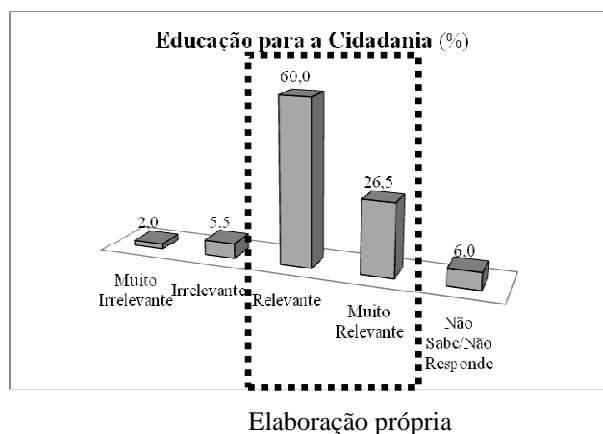 Educação para a Cidadania (%)
60,0
26,5
2,0
5,5
6,0
Muito
Irrelevante
Irrelevante
Relevante
Muito
Relevante
Não
Sabe/Não
Responde
Elaboração própria